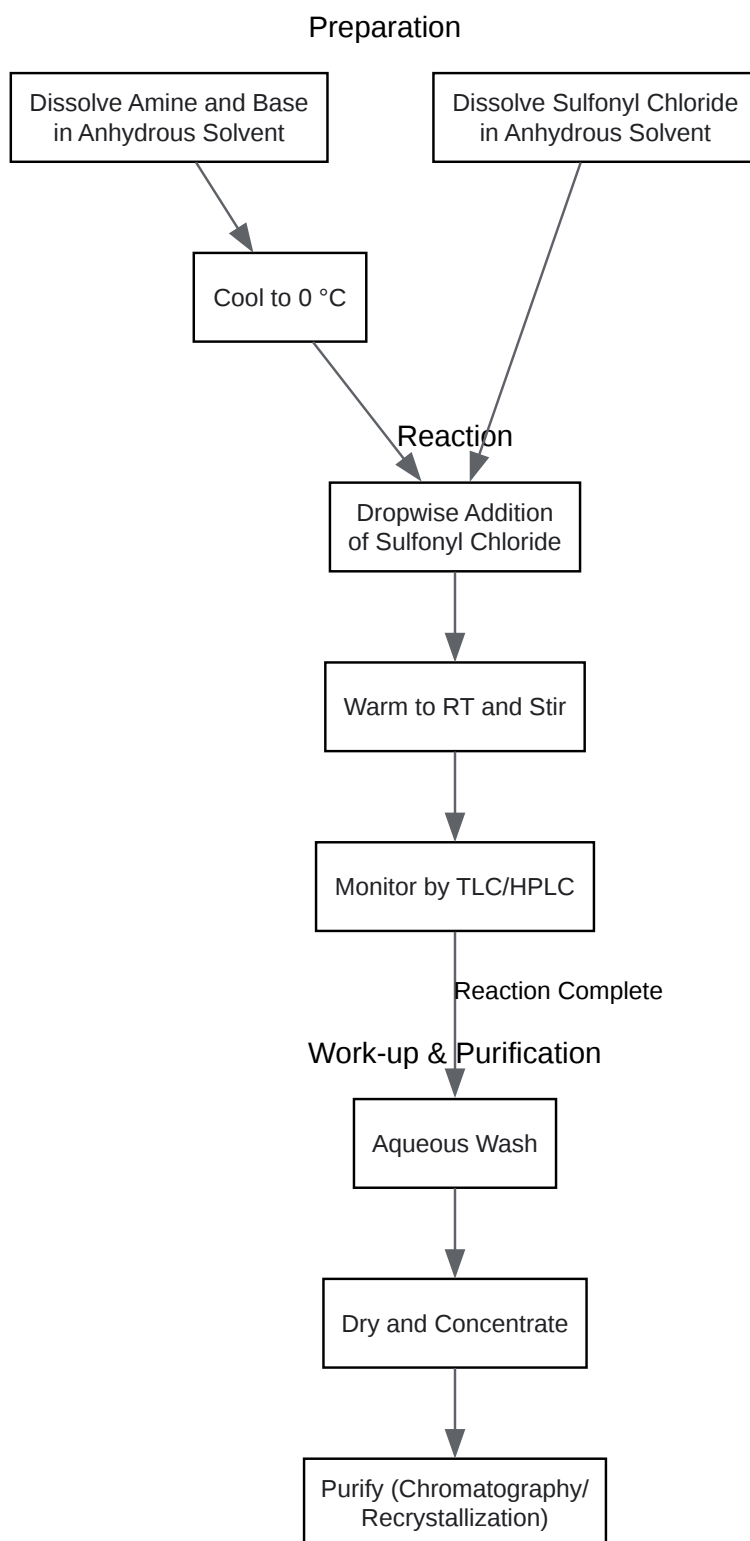 Preparation
Dissolve Amine and Base
in Anhydrous Solvent
Dissolve Sulfonyl Chloride
in Anhydrous Solvent
Cool to 0 °C
Reaction
Dropwise Addition
of Sulfonyl Chloride
Warm to RT and Stir
Monitor by TLC/HPLC
Reaction Complete
Work-up & Purification
Aqueous Wash
Dry and Concentrate
Purify (Chromatography/
Recrystallization)